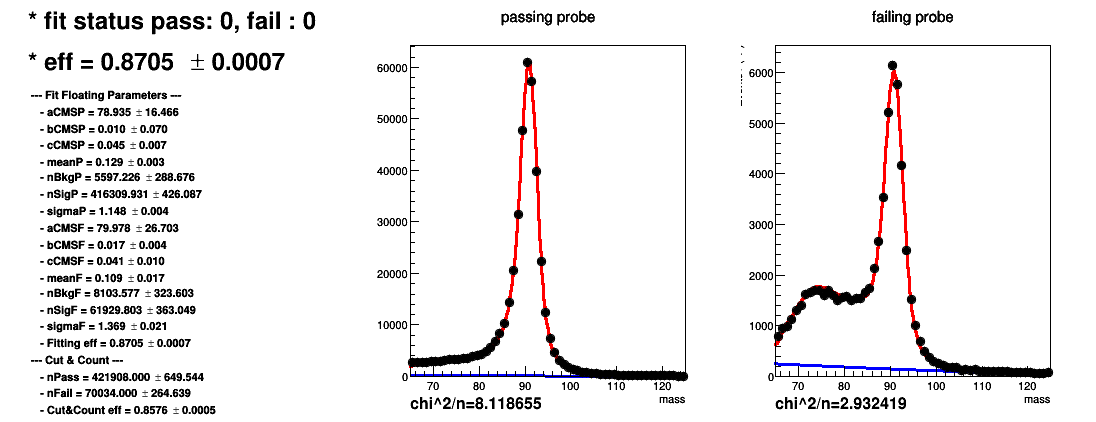 * fit status pass: 0, fail : 0
* eff = 0.8705 ± 0.0007
--- Fit Floating Parameters ---
- aCMSP = 78.935 ± 16.466
- bCMSP = 0.010 ± 0.070
- cCMSP = 0.045 ± 0.007
- meanP = 0.129 ± 0.003
- nBkgP = 5597.226 ± 288.676
- nSigP = 416309.931 ± 426.087
- sigmaP = 1.148 ± 0.004
- aCMSF = 79.978 ± 26.703
- bCMSF = 0.017 ± 0.004
- cCMSF = 0.041 ± 0.010
- meanF = 0.109 ± 0.017
- nBkgF = 8103.577 ± 323.603
- nSigF = 61929.803 ± 363.049
- sigmaF = 1.369 ± 0.021
- Fitting eff = 0.8705 ± 0.0007
--- Cut & Count ---
- nPass = 421908.000 ± 649.544
- nFail = 70034.000 ± 264.639
- Cut&Count eff = 0.8576 ± 0.0005
passing probe
60000
50000
40000
30000
20000
10000
0
70 80 90 100 110 120
mass
chi^2/n=8.118655
failing probe
6000
5000
4000
3000
2000
1000
0
70 80 90 100 110 120
mass
chi^2/n=2.932419